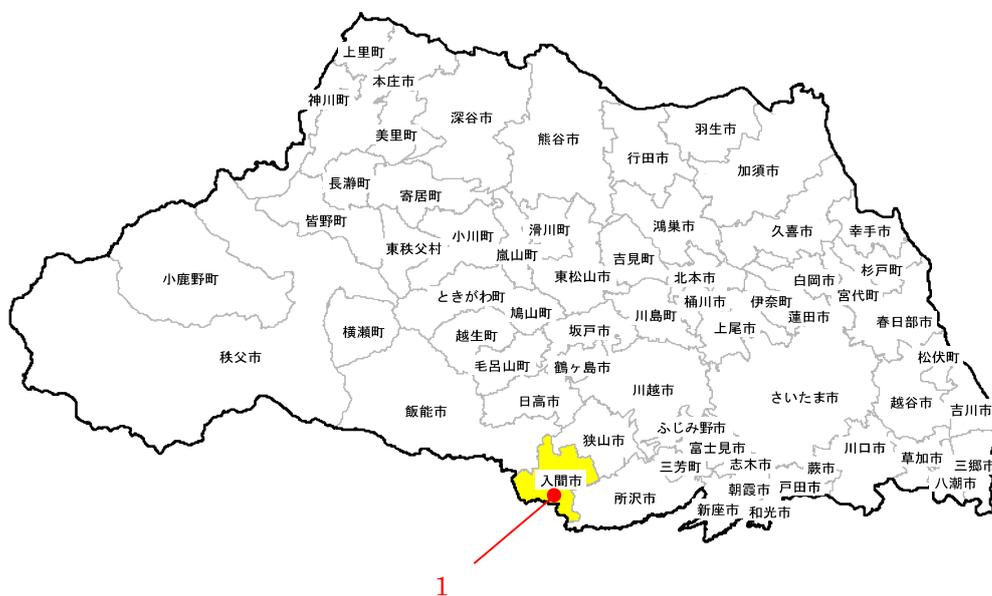 上里町
本庄市
神川町
美里町
深谷市
熊谷市
羽生市
行田市
加須市
長瀞町
寄居町
皆野町
東秩父村
小川町
滑川町
嵐山町
吉見町
鴻巣市
久喜市
幸手市
小鹿野町
東松山市
北本市
白岡市
杉戸町
ときがわ町
桶川市
伊奈町
宮代町
鳩山町
川島町
蓮田市
横瀬町
越生町
坂戸市
上尾市
春日部市
秩父市
毛呂山町
鶴ヶ島市
松伏町
川越市
さいたま市
飯能市
日高市
越谷市
吉川市
狭山市
ふじみ野市
富士見市
川口市
草加市
三芳町
志木市
蕨市
三郷市
入間市
所沢市
朝霞市
戸田市
八潮市
新座市
和光市
1